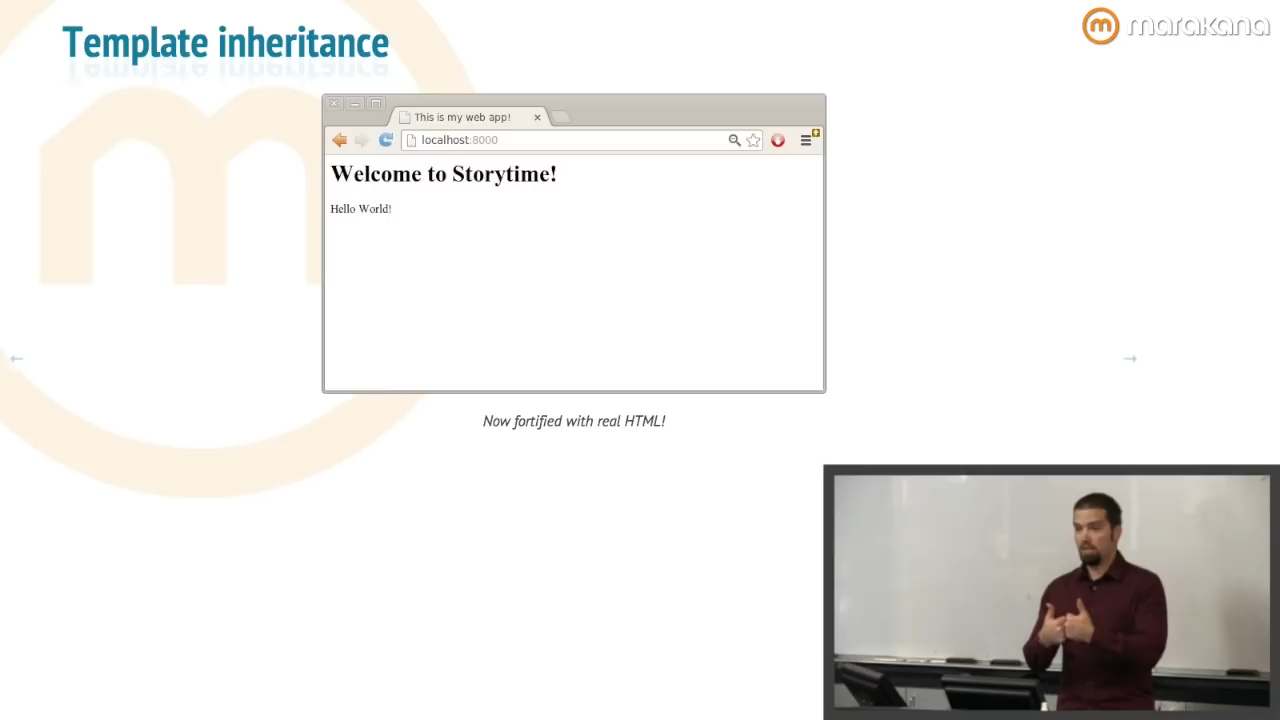 Template inheritance
marakana
This is my web app!
localhost:8000
Welcome to Storytime!
Hello World!
Now fortified with real HTML!